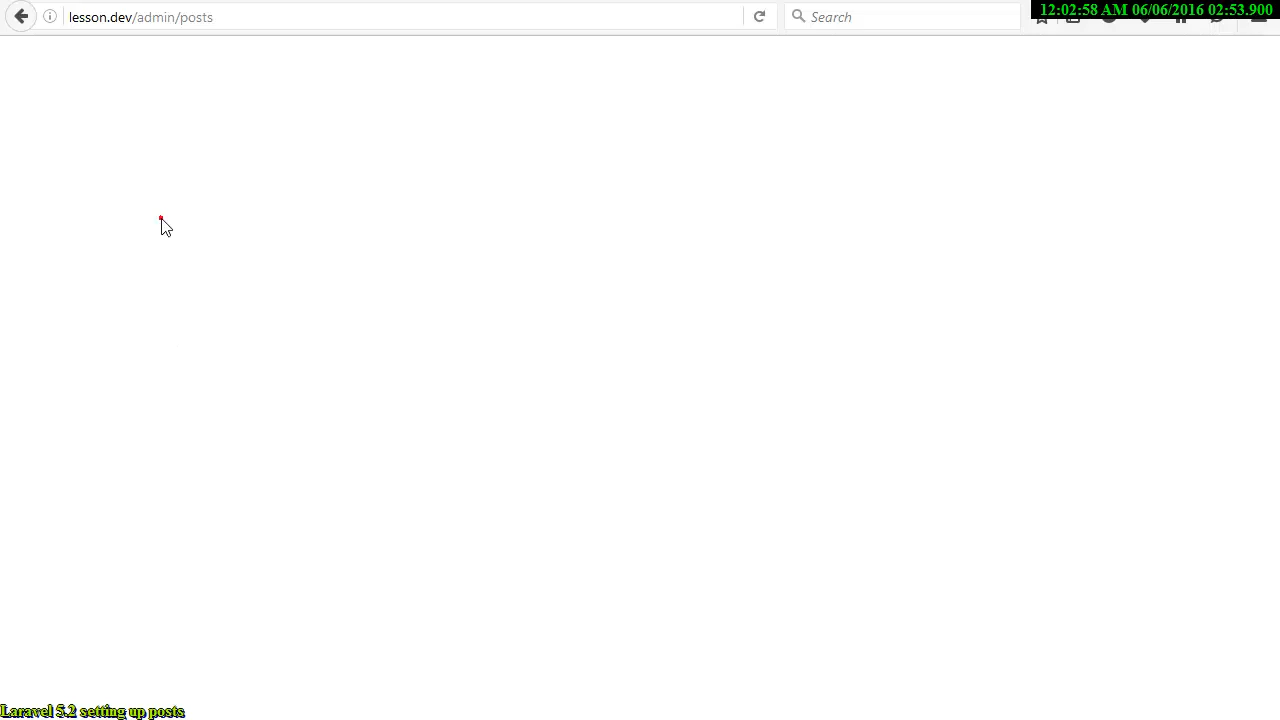 lesson.dev/admin/posts
Search
12:02:58 AM 06/06/2016 02:53.900
Laravel 5.2 setting up posts